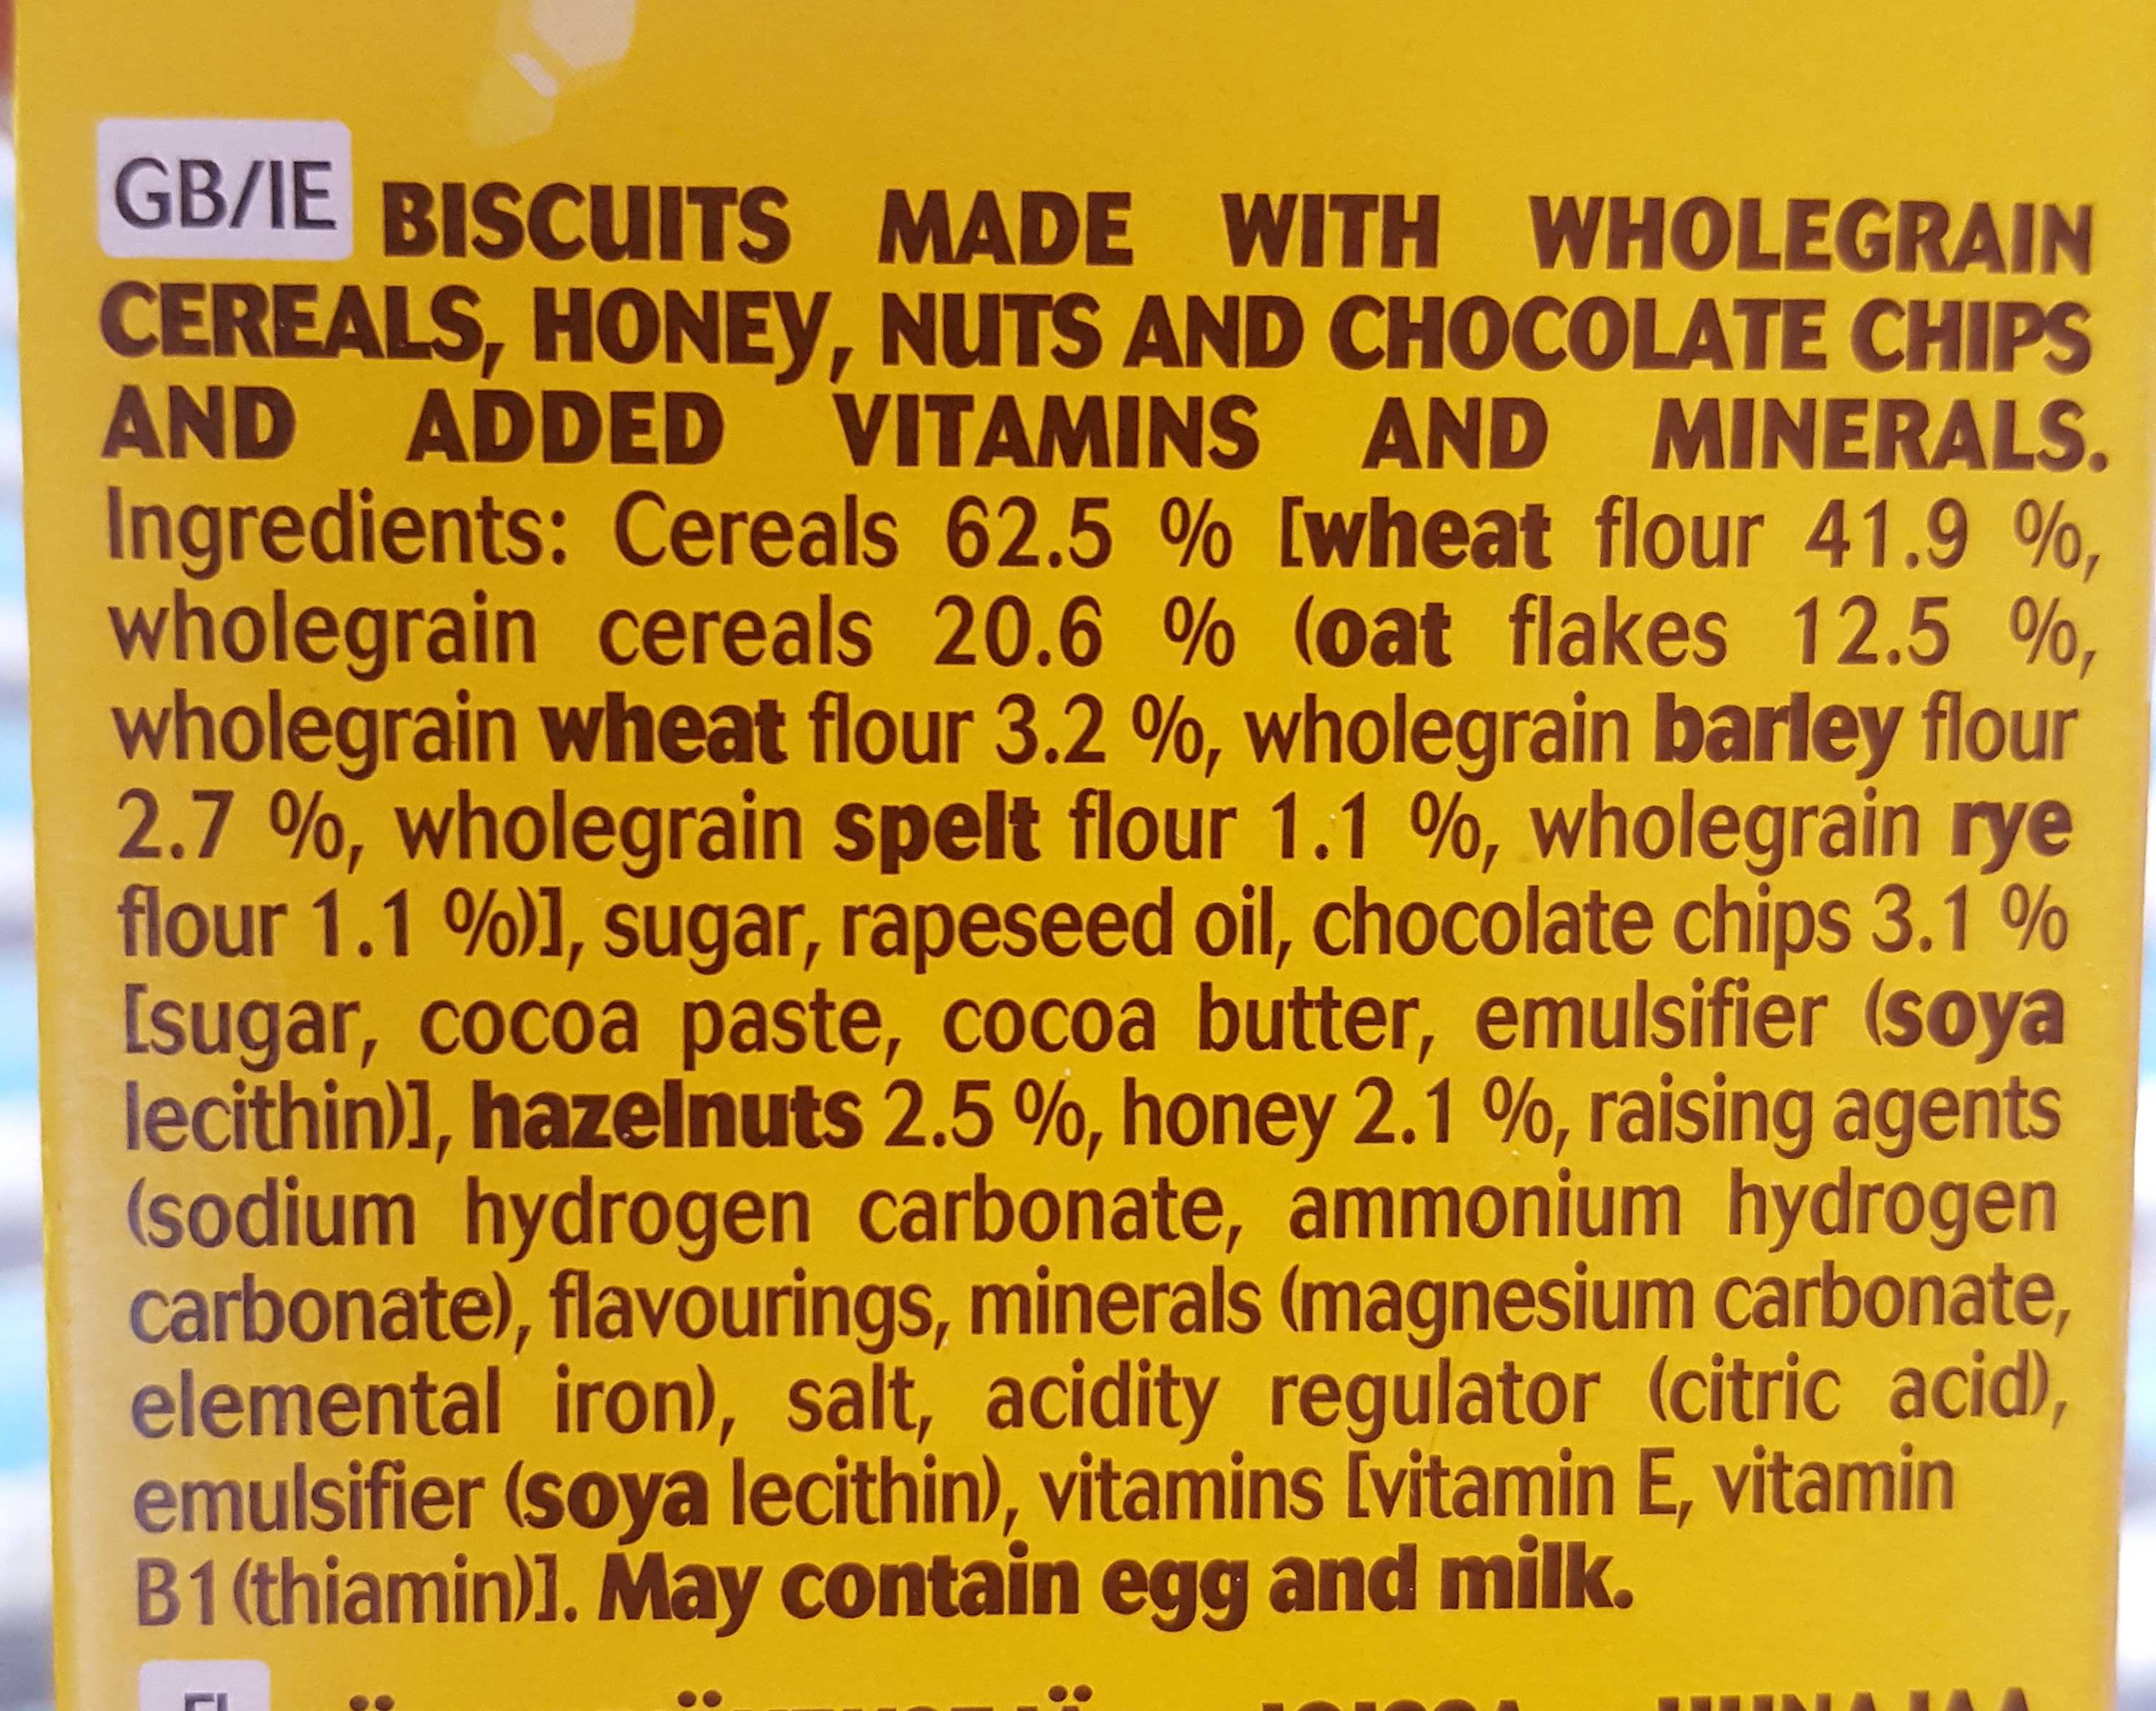 GB/IE BISCUITS MADE WITH WHOLEGRAIN
CEREALS, HONEY, NUTS AND CHOCOLATE CHIPS
AND ADDED VITAMINS AND MINERALS.
Ingredients: Cereals 62.5 % [wheat flour 41.9 %,
wholegrain cereals 20.6 % (oat flakes 12.5 %,
wholegrain wheat flour 3.2 %, wholegrain barley flour
2.7 %, wholegrain spelt flour 1.1 %, wholegrain rye
flour 1.1 %)], sugar, rapeseed oil, chocolate chips 3.1 %
[sugar, cocoa paste, cocoa butter, emulsifier (soya
lecithin)], hazelnuts 2.5 %, honey 2.1 %, raising agents
(sodium hydrogen carbonate, ammonium hydrogen
carbonate), flavourings, minerals (magnesium carbonate,
elemental iron), salt, acidity regulator (citric acid),
emulsifier (soya lecithin), vitamins [vitamin E, vitamin
B1 (thiamin)]. May contain egg and milk.